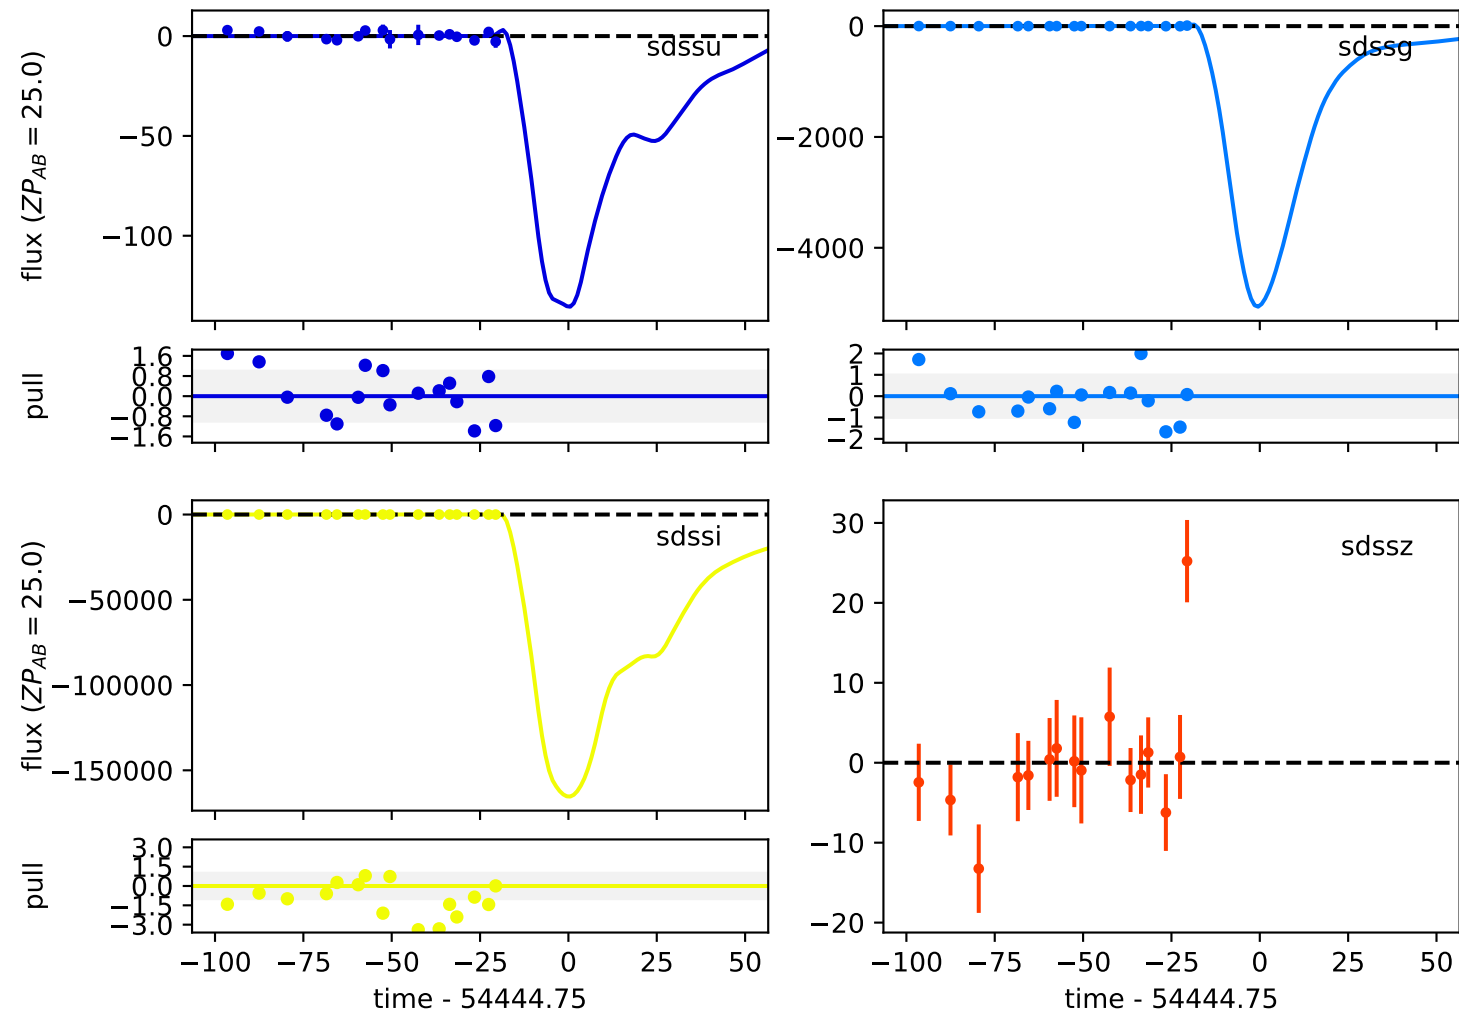 flux (ZP_AB = 25.0)
0
−50
−100
sdssu
0
−2000
−4000
sdssg
pull
1.6
0.8
0.0
−0.8
−1.6
2
1
0
−1
−2
flux (ZP_AB = 25.0)
0
−50000
−100000
−150000
sdssi
30
20
10
0
−10
−20
sdssz
pull
3.0
1.5
0.0
−1.5
−3.0
−100 −75 −50 −25 0 25 50
−100 −75 −50 −25 0 25 50
time - 54444.75
time - 54444.75